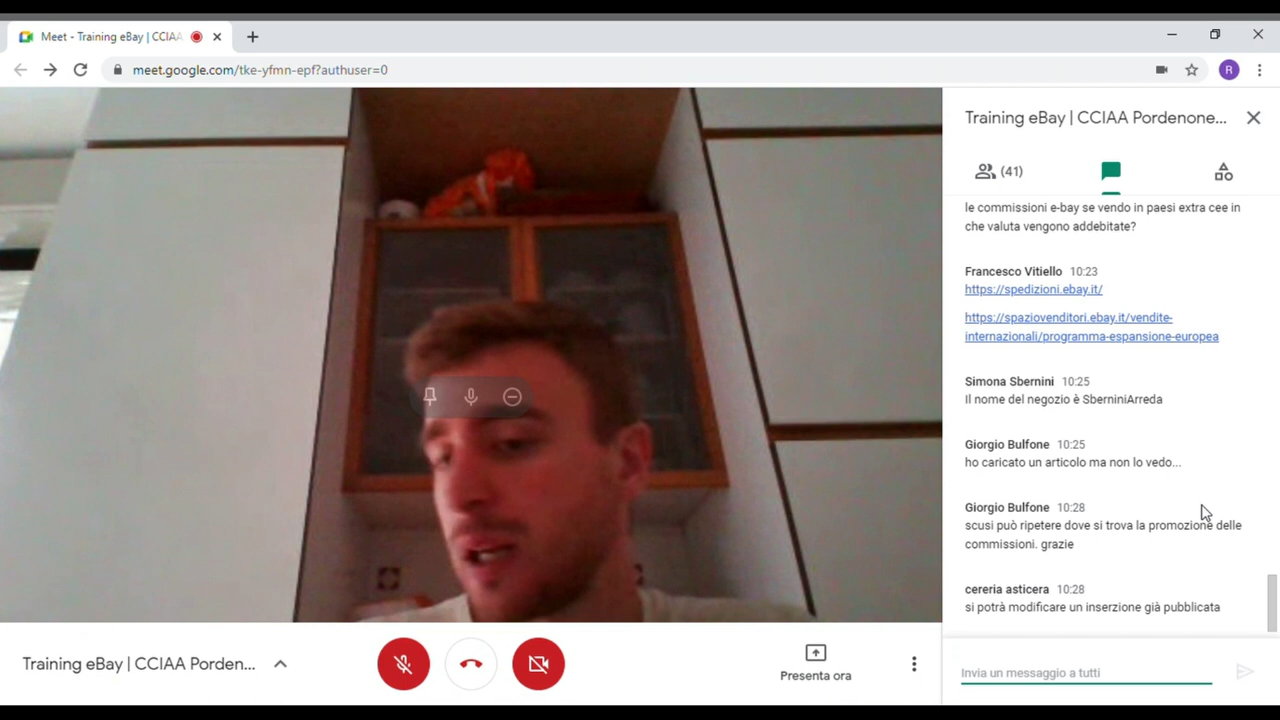 Meet - Training eBay | CCIAA
meet.google.com/tke-yfmn-epf?authuser=0
R
Training eBay | CCIAA Pordenone...
(41)
le commissioni e-bay se vendo in paesi extra cee in
che valuta vengono addebitate?
Francesco Vitiello 10:23
https://spedizioni.ebay.it/
https://spaziovenditori.ebay.it/vendite-
internazionali/programma-espansione-europea
Simona Sbernini 10:25
Il nome del negozio è SberniniArreda
Giorgio Bulfone 10:25
ho caricato un articolo ma non lo vedo...
Giorgio Bulfone 10:28
scusi può ripetere dove si trova la promozione delle
commissioni. grazie
cereria asticera 10:28
si potrà modificare un inserzione già pubblicata
Invia un messaggio a tutti
Training eBay | CCIAA Porden...
Presenta ora